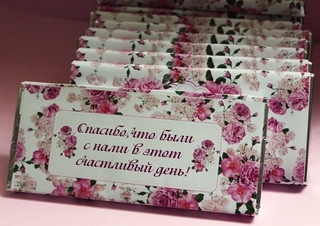 Спасибо, что были
с нами в этот
счастливый день!